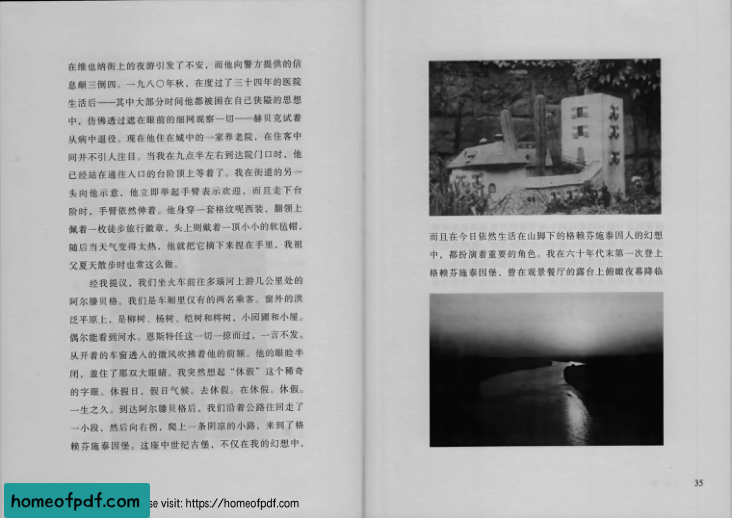 在维也纳街上的夜游引发了不安，而他向警方提供的信
息颠三倒四。一九八〇年秋，在度过了三十四年的医院
生活后——其中大部分时间他都被困在自己狭隘的思想
中，仿佛透过遮在眼前的细网观察一切——赫贝克试着
从病中退役。现在他住在城中的一家养老院，在住客中
间并不引人注目。当我在九点半左右到达院门口时，他
已经站在通往入口的台阶顶上等着了。我在街道的另一
头向他示意，他立即举起手臂表示欢迎，而且走下台
阶时，手臂依然伸着。他身穿一套格纹呢西装，翻领上
佩着一枚徒步旅行徽章，头上则戴着一顶小小的软毡帽，
随后当天气变得太热，他就把它摘下来捏在手里，我祖
父夏天散步时也常这么做。
经我提议，我们坐火车前往多瑙河上游几公里处的
阿尔滕贝格。我们是车厢里仅有的两名乘客。窗外的洪
泛平原上，是柳树、杨树、桤树和梣树，小园圃和小屋。
偶尔能看到河水。恩斯特任这一切一掠而过，一言不发。
从开着的车窗透入的微风吹拂着他的前额。他的眼睑半
闭，盖住了那双大眼睛。我突然想起“休假”这个稀奇
的字眼。休假日，假日气候。去休假。在休假。休假。
一生之久。到达阿尔滕贝格后，我们沿着公路往回走了
一小段，然后向右拐，爬上一条阴凉的小路，来到了格
赖芬施泰因堡。这座中世纪古堡，不仅在我的幻想中，
而且在今日依然生活在山脚下的格赖芬施泰因人的幻想
中，都扮演着重要的角色。我在六十年代末第一次登上
格赖芬施泰因堡，曾在观景餐厅的露台上俯瞰夜幕降临
35
homeofpdf.com
se visit: https://homeofpdf.com